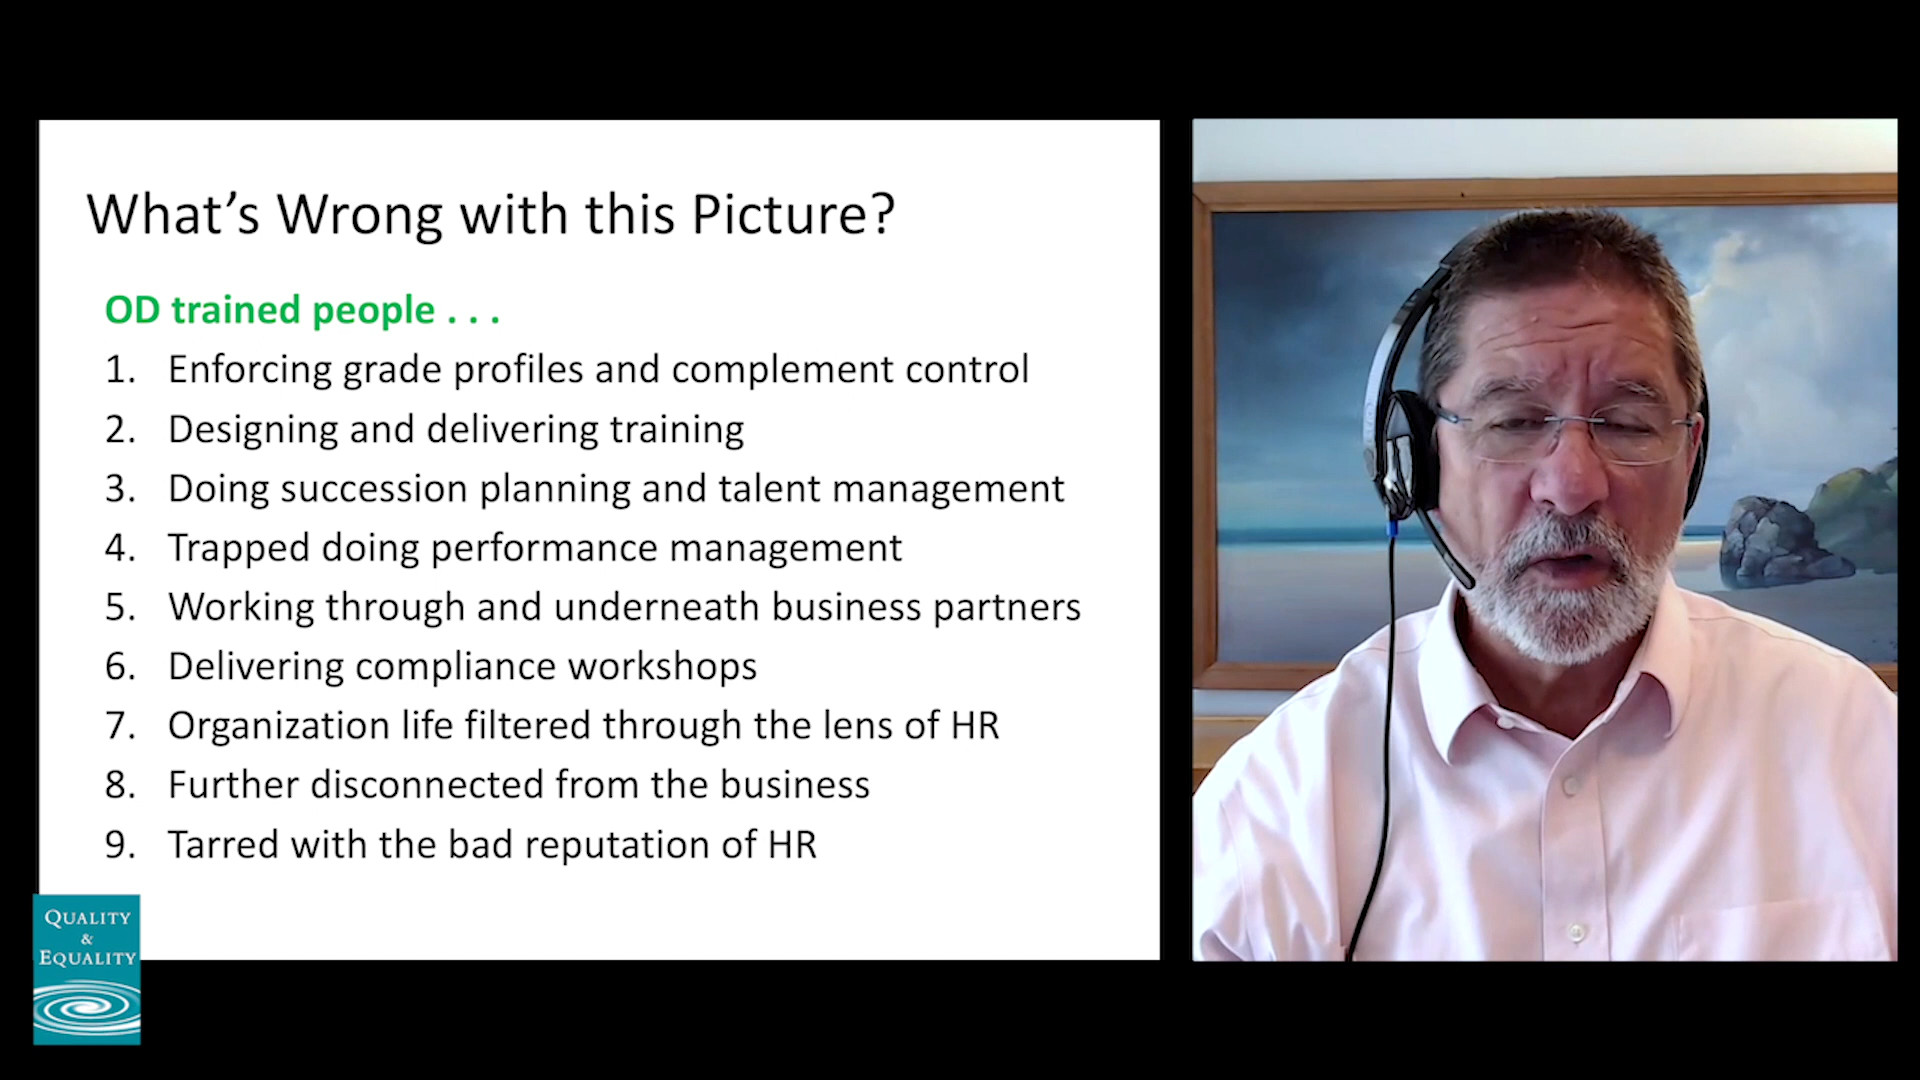 What's Wrong with this Picture?
OD trained people . . .
1. Enforcing grade profiles and complement control
2. Designing and delivering training
3. Doing succession planning and talent management
4. Trapped doing performance management
5. Working through and underneath business partners
6. Delivering compliance workshops
7. Organization life filtered through the lens of HR
8. Further disconnected from the business
9. Tarred with the bad reputation of HR
QUALITY
&
EQUALITY